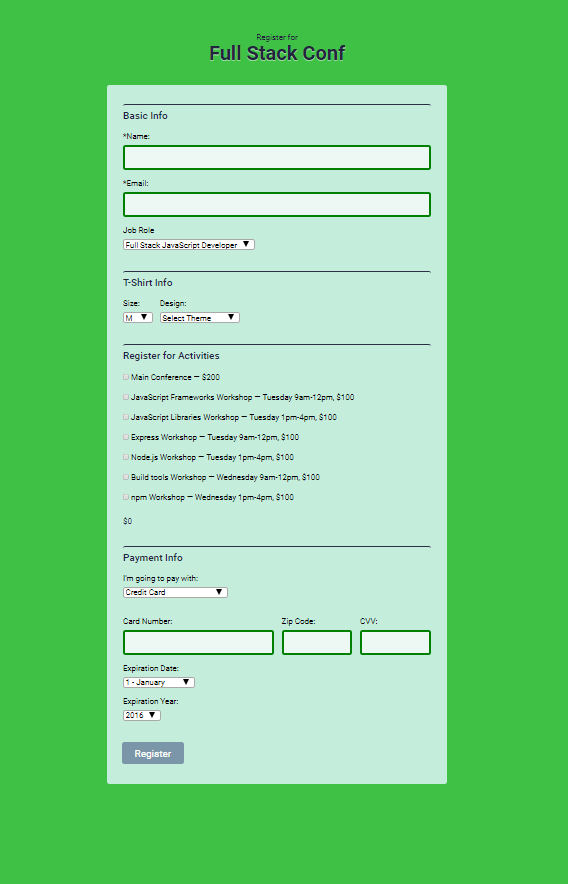 Register for
Full Stack Conf
Basic Info
*Name:
*Email:
Job Role
Full Stack JavaScript Developer
T-Shirt Info
Size: Design:
M Select Theme
Register for Activities
Main Conference — $200
JavaScript Frameworks Workshop — Tuesday 9am-12pm, $100
JavaScript Libraries Workshop — Tuesday 1pm-4pm, $100
Express Workshop — Tuesday 9am-12pm, $100
Node.js Workshop — Tuesday 1pm-4pm, $100
Build tools Workshop — Wednesday 9am-12pm, $100
npm Workshop — Wednesday 1pm-4pm, $100
$0
Payment Info
I'm going to pay with:
Credit Card
Card Number: Zip Code: CVV:
Expiration Date:
1 - January
Expiration Year:
2016
Register